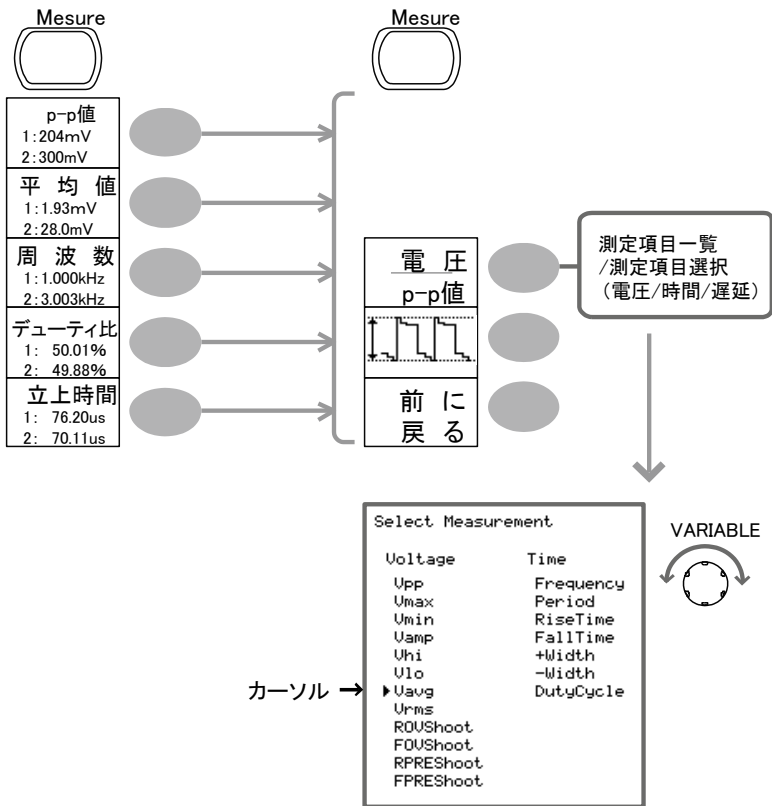 Mesure
p-p値
1:204mV
2:300mV
平 均 値
1:1.93mV
2:28.0mV
周 波 数
1:1.000kHz
2:3.003kHz
デューティ比
1: 50.01%
2: 49.88%
立上時間
1: 76.20us
2: 70.11us
Mesure
電 圧
p-p値
前 に
戻 る
測定項目一覧
/測定項目選択
(電圧/時間/遅延)
Select Measurement
Voltage Time
Vpp Frequency
Vmax Period
Vmin RiseTime
Vamp FallTime
Vhi +Width
Vlo -Width
Vavg DutyCycle
Vrms
ROVShoot
FOVShoot
RPREShoot
FPREShoot
カーソル
VARIABLE